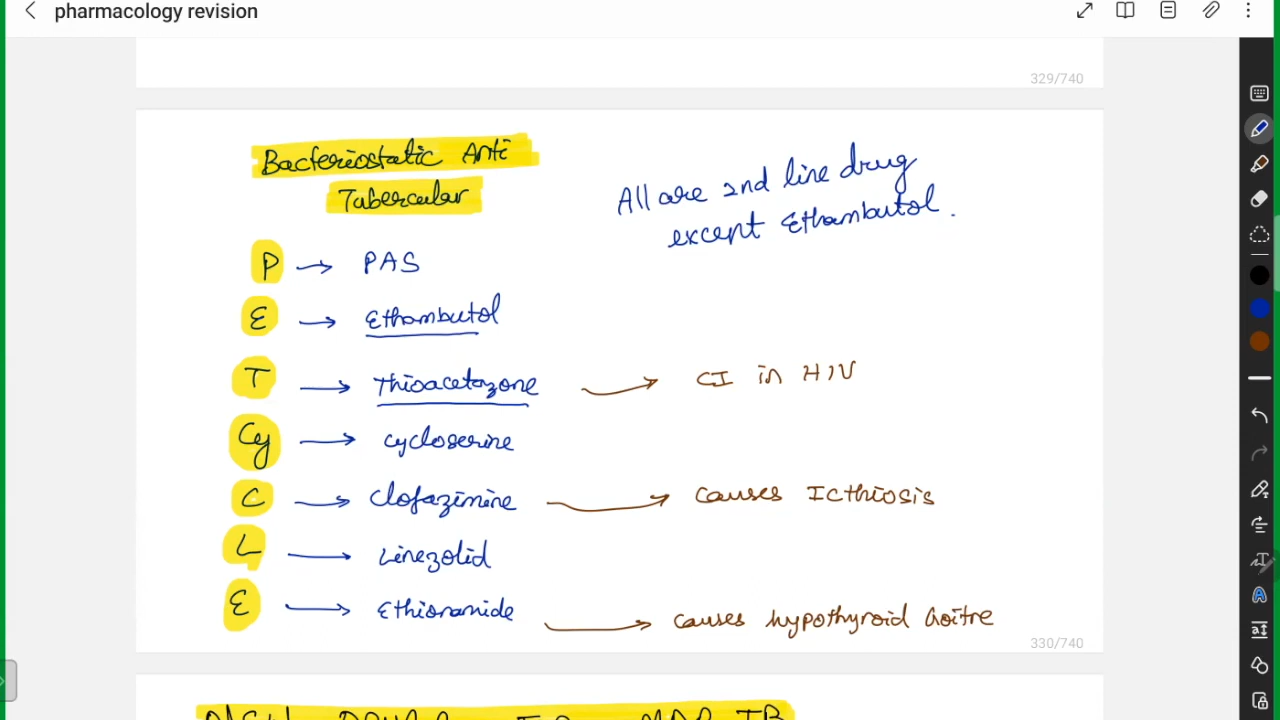 pharmacology revision
329/740
Bacteriostatic Anti
Tubercular
All are 2nd line drug
except Ethambutol.
P → PAS
E → Ethambutol
T → Thioacetazone → CI in HIV
Cy → cycloserine
C → clofazimine → causes Icthiosis
L → Linezolid
E → Ethionamide → causes hypothyroid Goitre
330/740